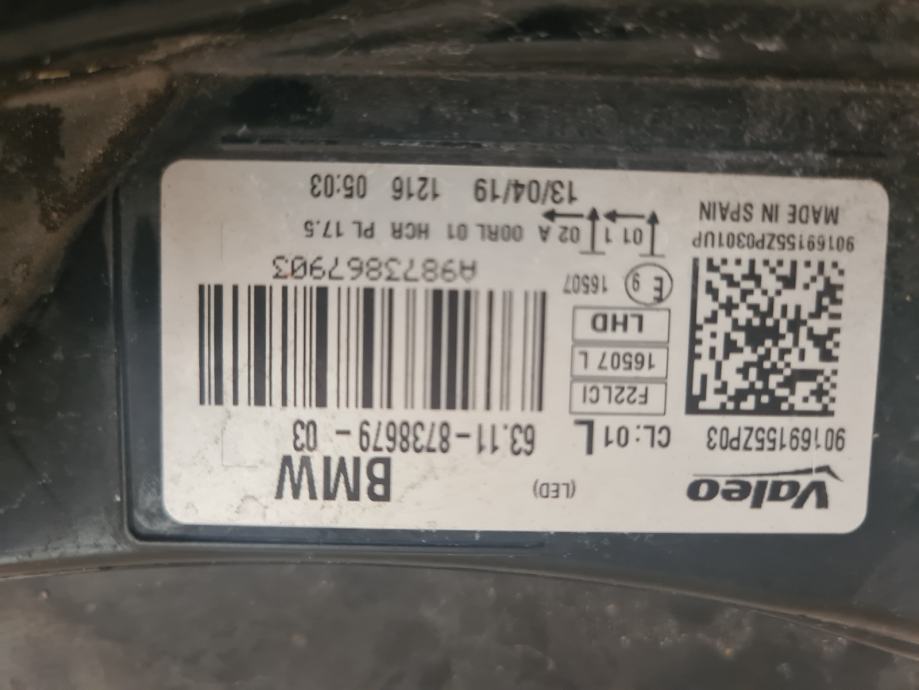 Valeo
(LED)
BMW
90169155ZP03
CL: 01 L
63.11-8738679-03
F22LCI
16507 L
LHD
E9
16507
A9873867903
90169155ZP0301UP
MADE IN SPAIN
01 1 02 A 00RL 01 HCR PL 17.5
13/04/19 1216 05:03